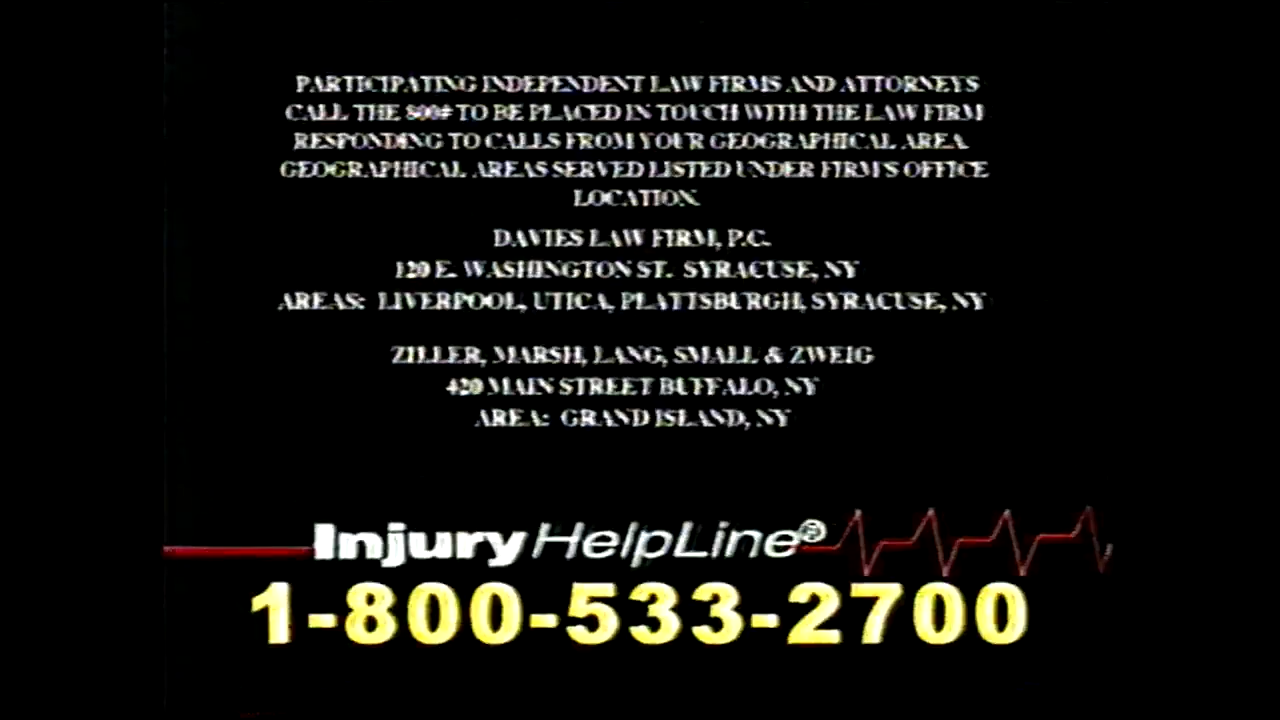 PARTICIPATING INDEPENDENT LAW FIRMS AND ATTORNEYS
CALL THE 800# TO BE PLACED IN TOUCH WITH THE LAW FIRM
RESPONDING TO CALLS FROM YOUR GEOGRAPHICAL AREA
GEOGRAPHICAL AREAS SERVED LISTED UNDER FIRM'S OFFICE
LOCATION
DAVIES LAW FIRM, P.C.
120 E. WASHINGTON ST. SYRACUSE, NY
AREAS: LIVERPOOL, UTICA, PLATTSBURGH, SYRACUSE, NY
ZILLER, MARSH, LANG, SMALL & ZWEIG
420 MAIN STREET BUFFALO, NY
AREA: GRAND ISLAND, NY
Injury HelpLine®
1-800-533-2700